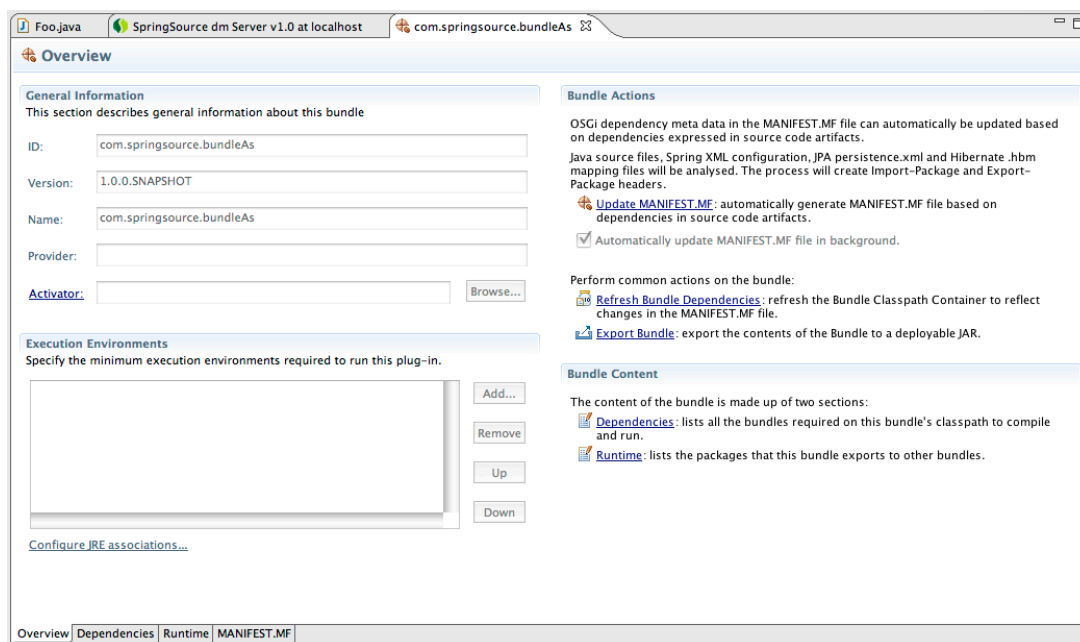 Foo.java
SpringSource dm Server v1.0 at localhost
com.springsource.bundleAs
Overview
General Information
This section describes general information about this bundle
ID:
com.springsource.bundleAs
Version:
1.0.0.SNAPSHOT
Name:
com.springsource.bundleAs
Provider:
Activator:
Browse...
Execution Environments
Specify the minimum execution environments required to run this plug-in.
Add...
Remove
Up
Down
Configure JRE associations...
Bundle Actions
OSGi dependency meta data in the MANIFEST.MF file can automatically be updated based
on dependencies expressed in source code artifacts.
Java source files, Spring XML configuration, JPA persistence.xml and Hibernate .hbm
mapping files will be analysed. The process will create Import-Package and Export-
Package headers.
Update MANIFEST.MF: automatically generate MANIFEST.MF file based on
dependencies in source code artifacts.
Automatically update MANIFEST.MF file in background.
Perform common actions on the bundle:
Refresh Bundle Dependencies: refresh the Bundle Classpath Container to reflect
changes in the MANIFEST.MF file.
Export Bundle: export the contents of the Bundle to a deployable JAR.
Bundle Content
The content of the bundle is made up of two sections:
Dependencies: lists all the bundles required on this bundle's classpath to compile
and run.
Runtime: lists the packages that this bundle exports to other bundles.
Overview
Dependencies
Runtime
MANIFEST.MF